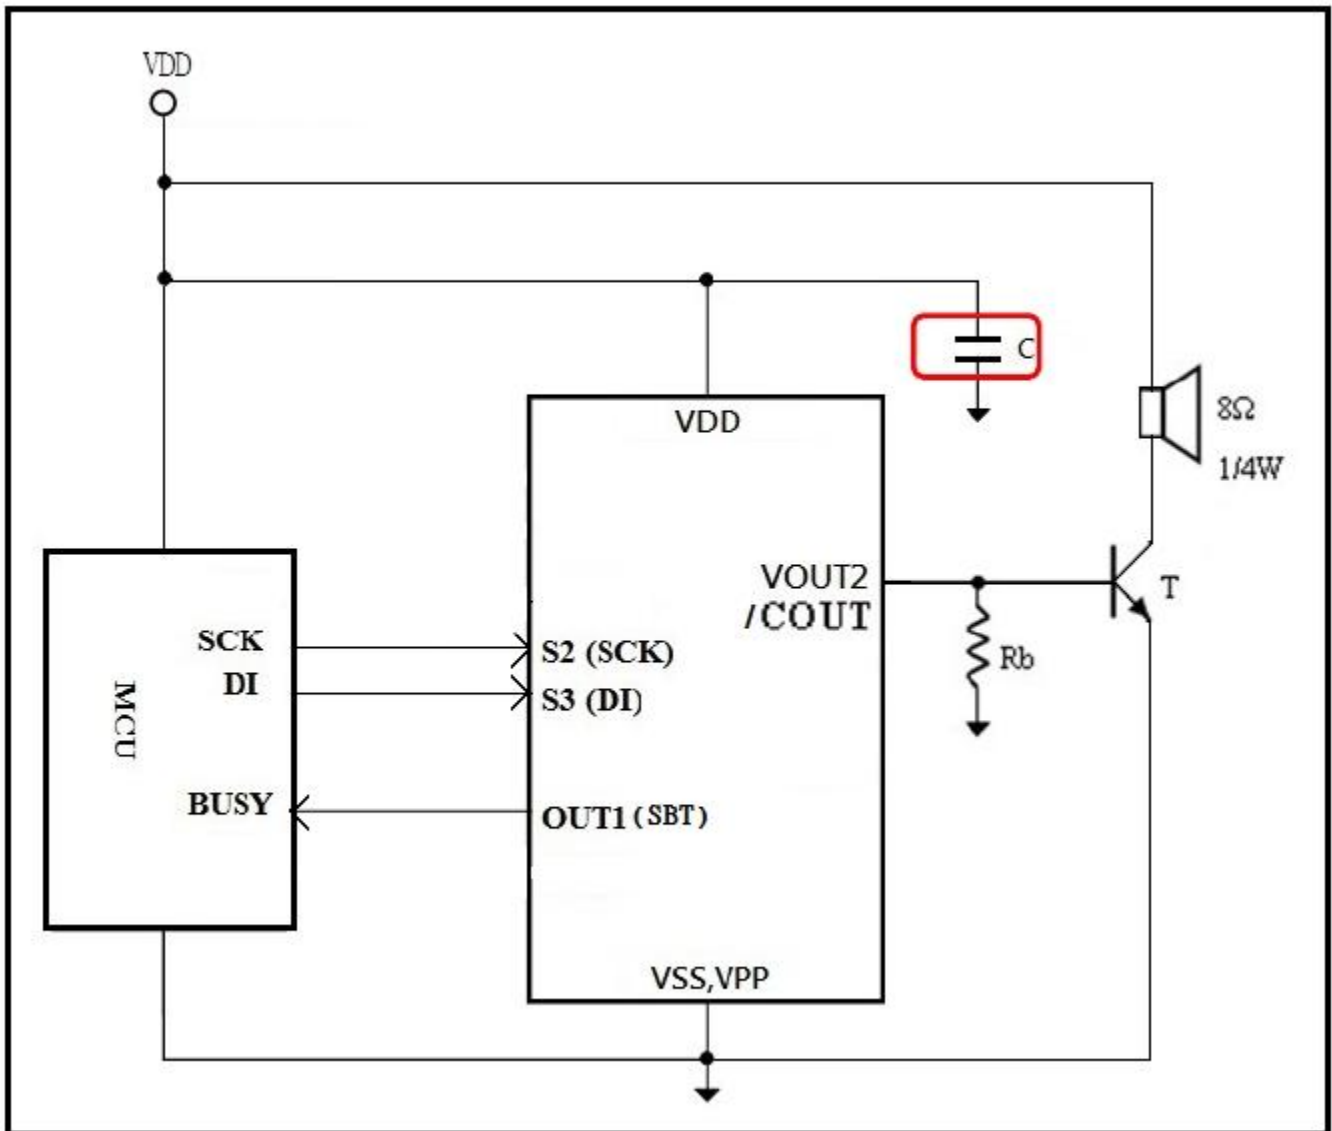 VDD
C
VDD
8Ω
1/4W
VOUT2
/COUT
T
SCK
S2 (SCK)
Rb
DI
S3 (DI)
MCU
BUSY
OUT1 (SBT)
VSS,VPP